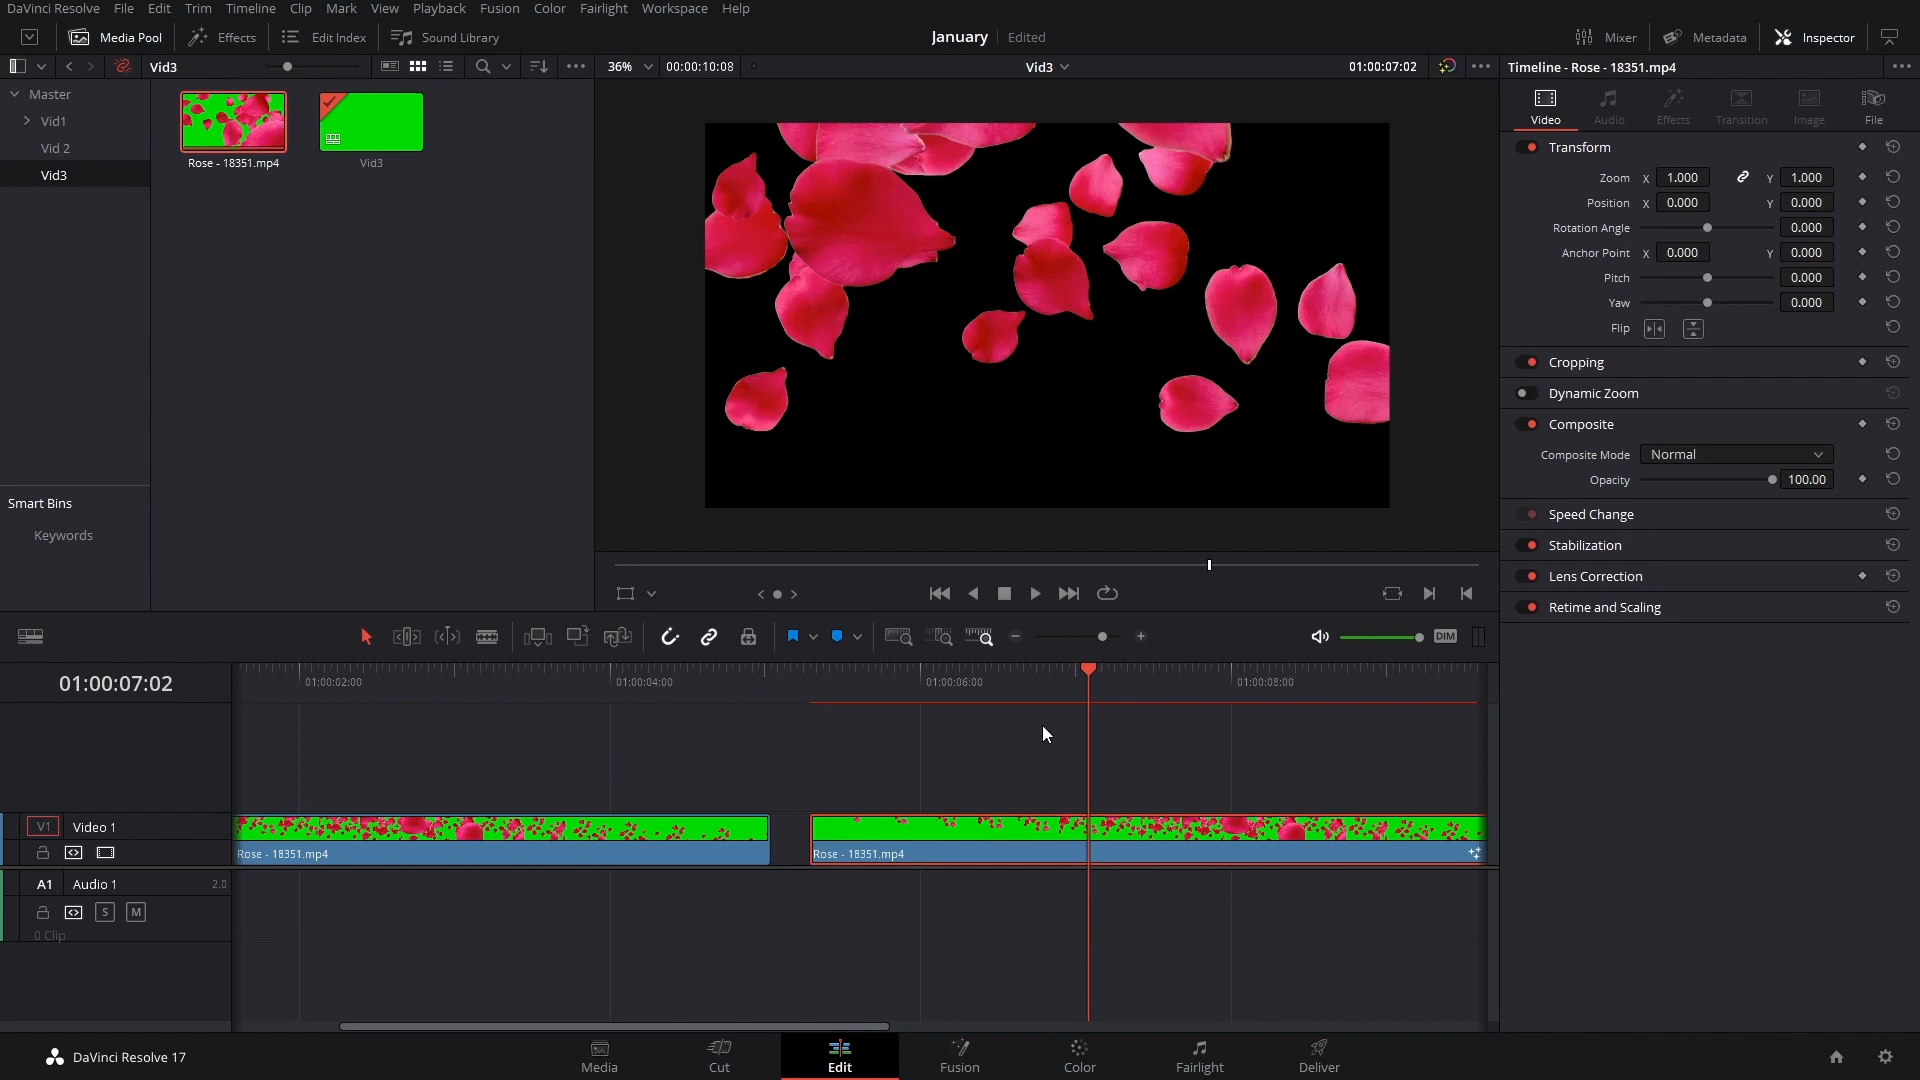 DaVinci Resolve File Edit Trim Timeline Clip Mark View Playback Fusion Color Fairlight Workspace Help
Media Pool Effects Edit Index Sound Library
January Edited
Mixer Metadata Inspector
Vid3
36% 00:00:10:08
Vid3
01:00:07:02
Timeline - Rose - 18351.mp4
Master
Vid1
Vid 2
Vid3
Rose - 18351.mp4
Vid3
Smart Bins
Keywords
Video Audio Effects Transition Image File
Transform
Zoom X 1.000 Y 1.000
Position X 0.000 Y 0.000
Rotation Angle 0.000
Anchor Point X 0.000 Y 0.000
Pitch 0.000
Yaw 0.000
Flip
Cropping
Dynamic Zoom
Composite
Composite Mode Normal
Opacity 100.00
Speed Change
Stabilization
Lens Correction
Retime and Scaling
DIM
01:00:07:02
01:00:02:00 01:00:04:00 01:00:06:00 01:00:08:00
V1 Video 1
Rose - 18351.mp4
Rose - 18351.mp4
A1 Audio 1 2.0
S M
0 Clip
DaVinci Resolve 17
Media Cut Edit Fusion Color Fairlight Deliver